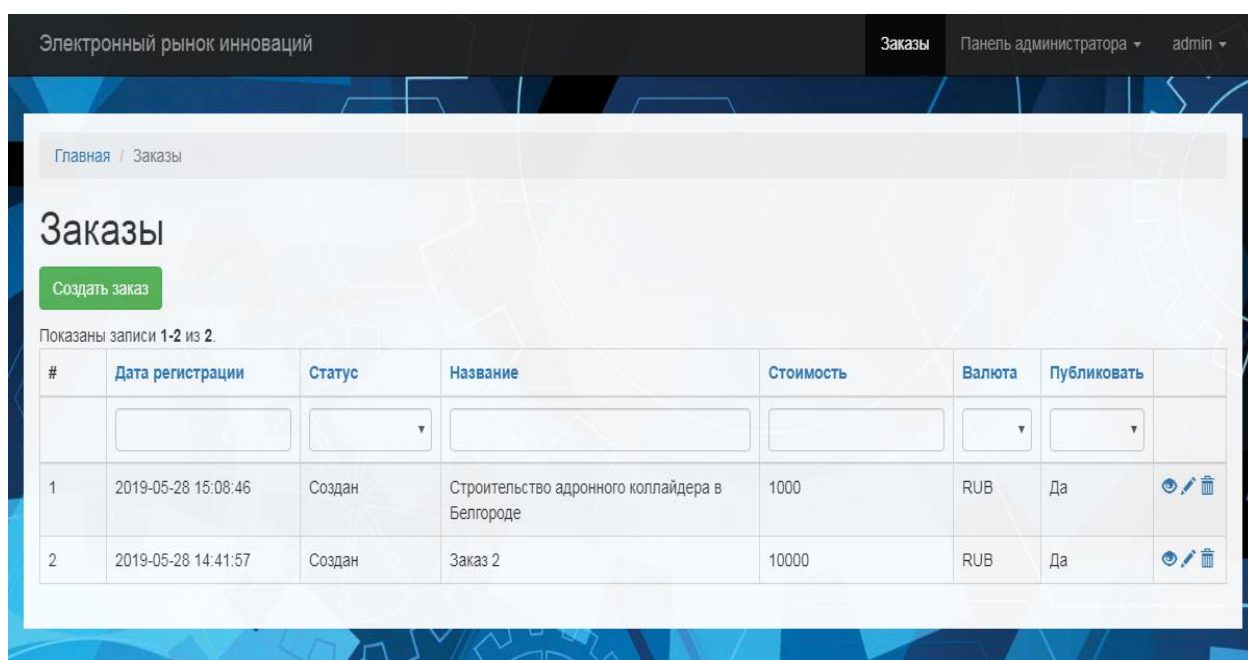 Электронный рынок инноваций Заказы Панель администратора admin
Главная / Заказы
Заказы
Создать заказ
Показаны записи 1-2 из 2.
# Дата регистрации Статус Название Стоимость Валюта Публиковать
1 2019-05-28 15:08:46 Создан Строительство адронного коллайдера в 1000 RUB Да
Белгороде
2 2019-05-28 14:41:57 Создан Заказ 2 10000 RUB Да